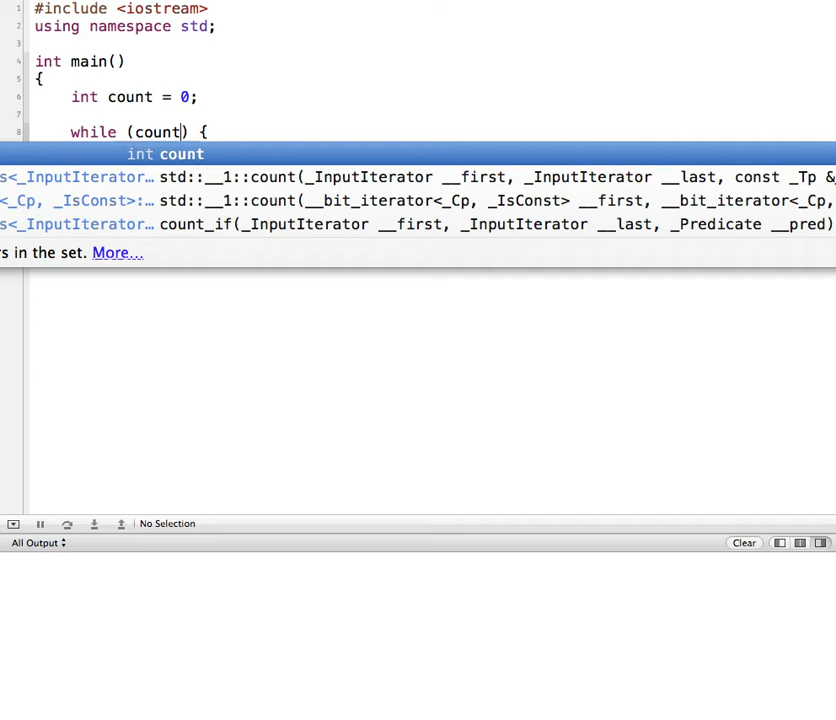 1 #include <iostream>
2 using namespace std;
3
4 int main()
5 {
6 int count = 0;
7
8 while (count) {
int count
s<_InputIterator... std::__1::count(_InputIterator __first, _InputIterator __last, const _Tp &
<_Cp, _IsConst>:... std::__1::count(__bit_iterator<_Cp, _IsConst> __first, __bit_iterator<_Cp,
s<_InputIterator... count_if(_InputIterator __first, _InputIterator __last, _Predicate __pred)
rs in the set. More...
No Selection
All Output
Clear